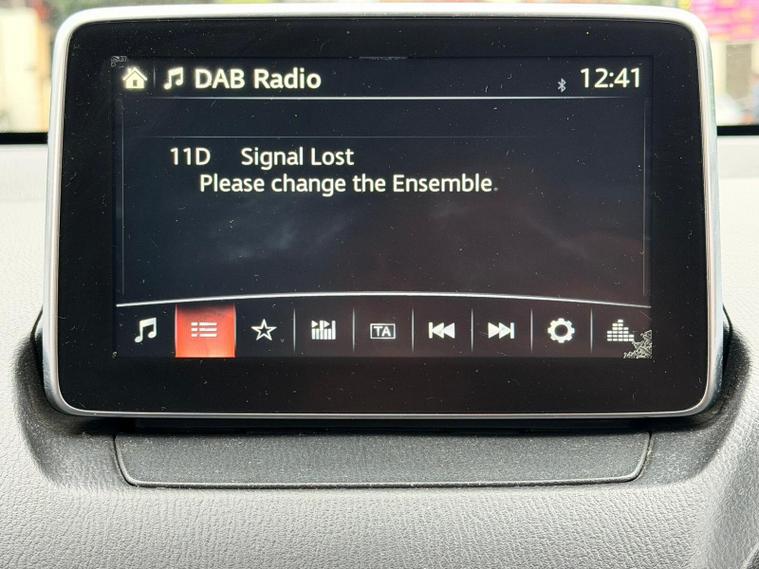 DAB Radio 12:41
11D Signal Lost
Please change the Ensemble.
TA